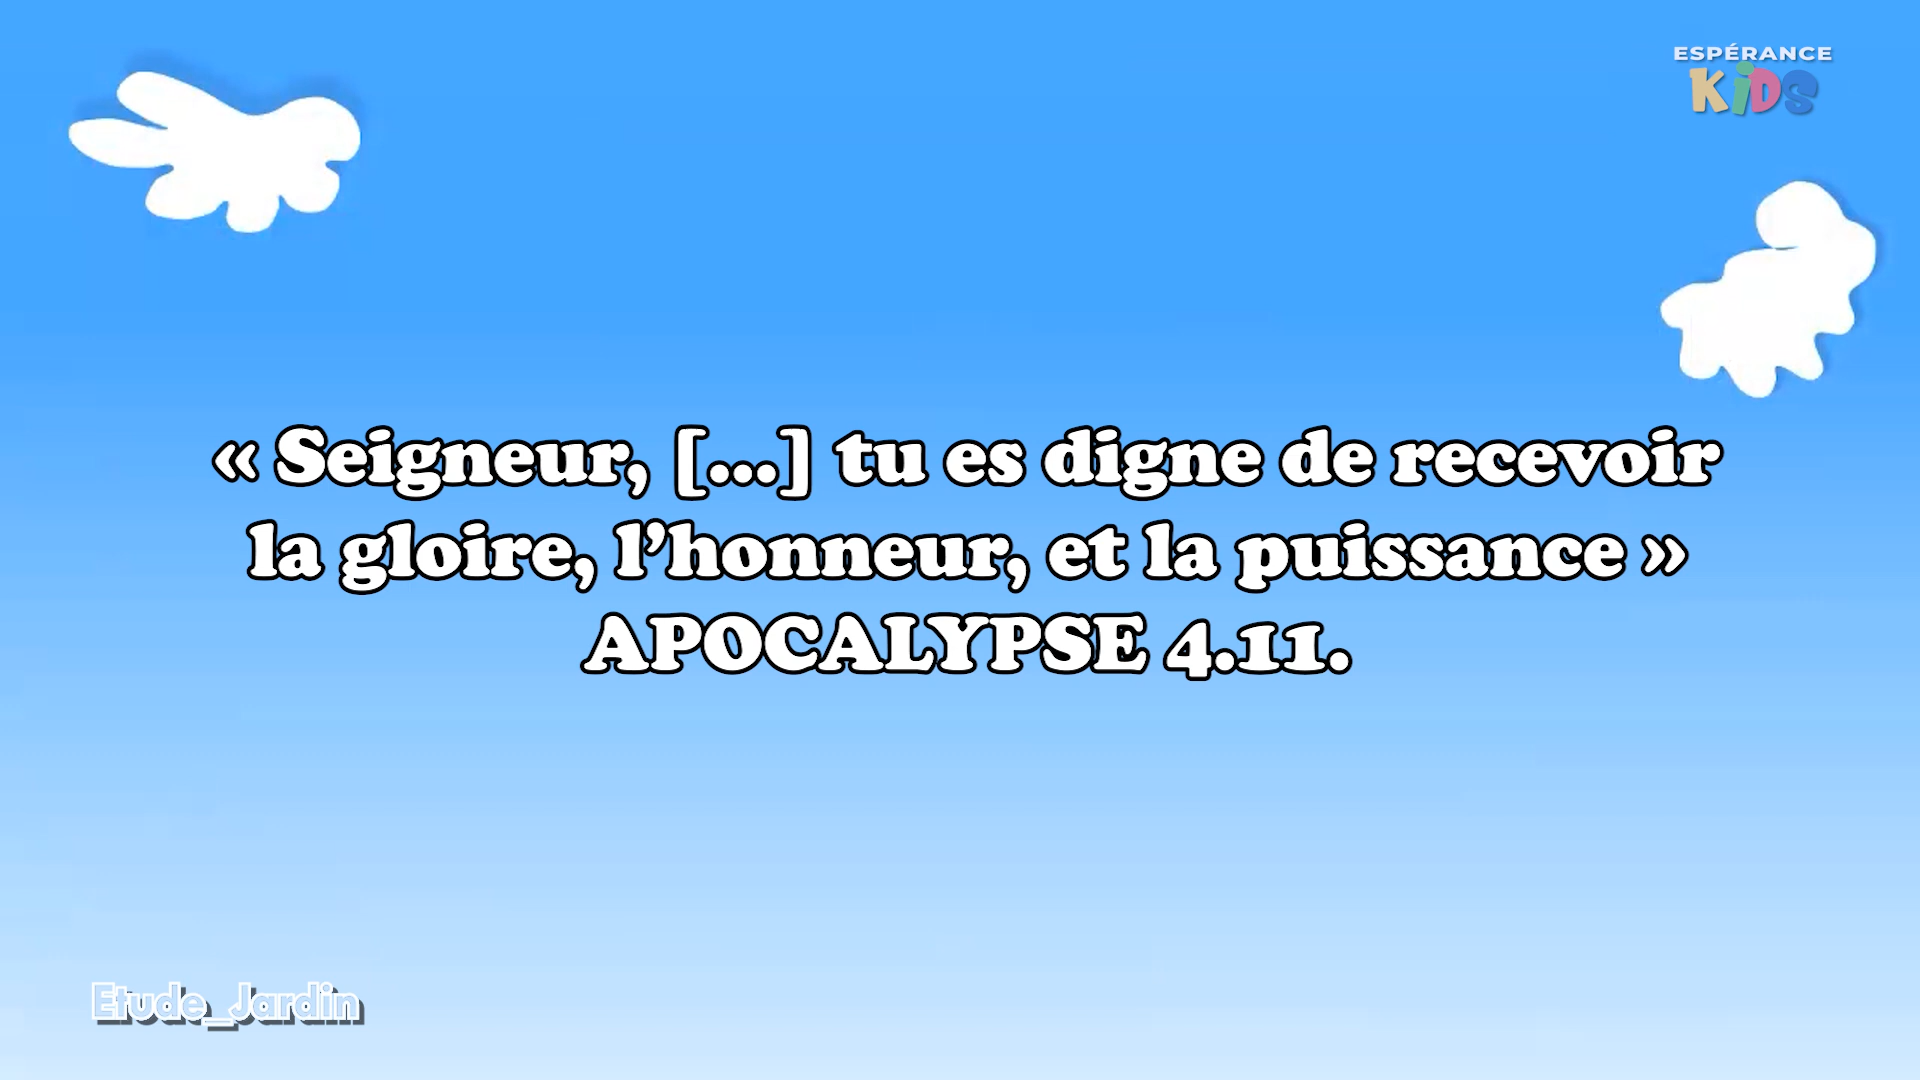 ESPÉRANCE
KiDS
« Seigneur, [...] tu es digne de recevoir
la gloire, l’honneur, et la puissance »
APOCALYPSE 4.11.
Etude_Jardin